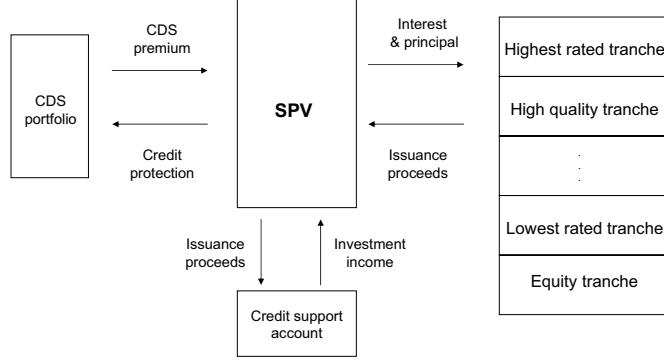 CDS
premium
Interest
& principal
Highest rated tranche
CDS
portfolio
SPV
High quality tranche
Credit
protection
Issuance
proceeds
.
.
.
Lowest rated tranche
Issuance
proceeds
Investment
income
Equity tranche
Credit support
account